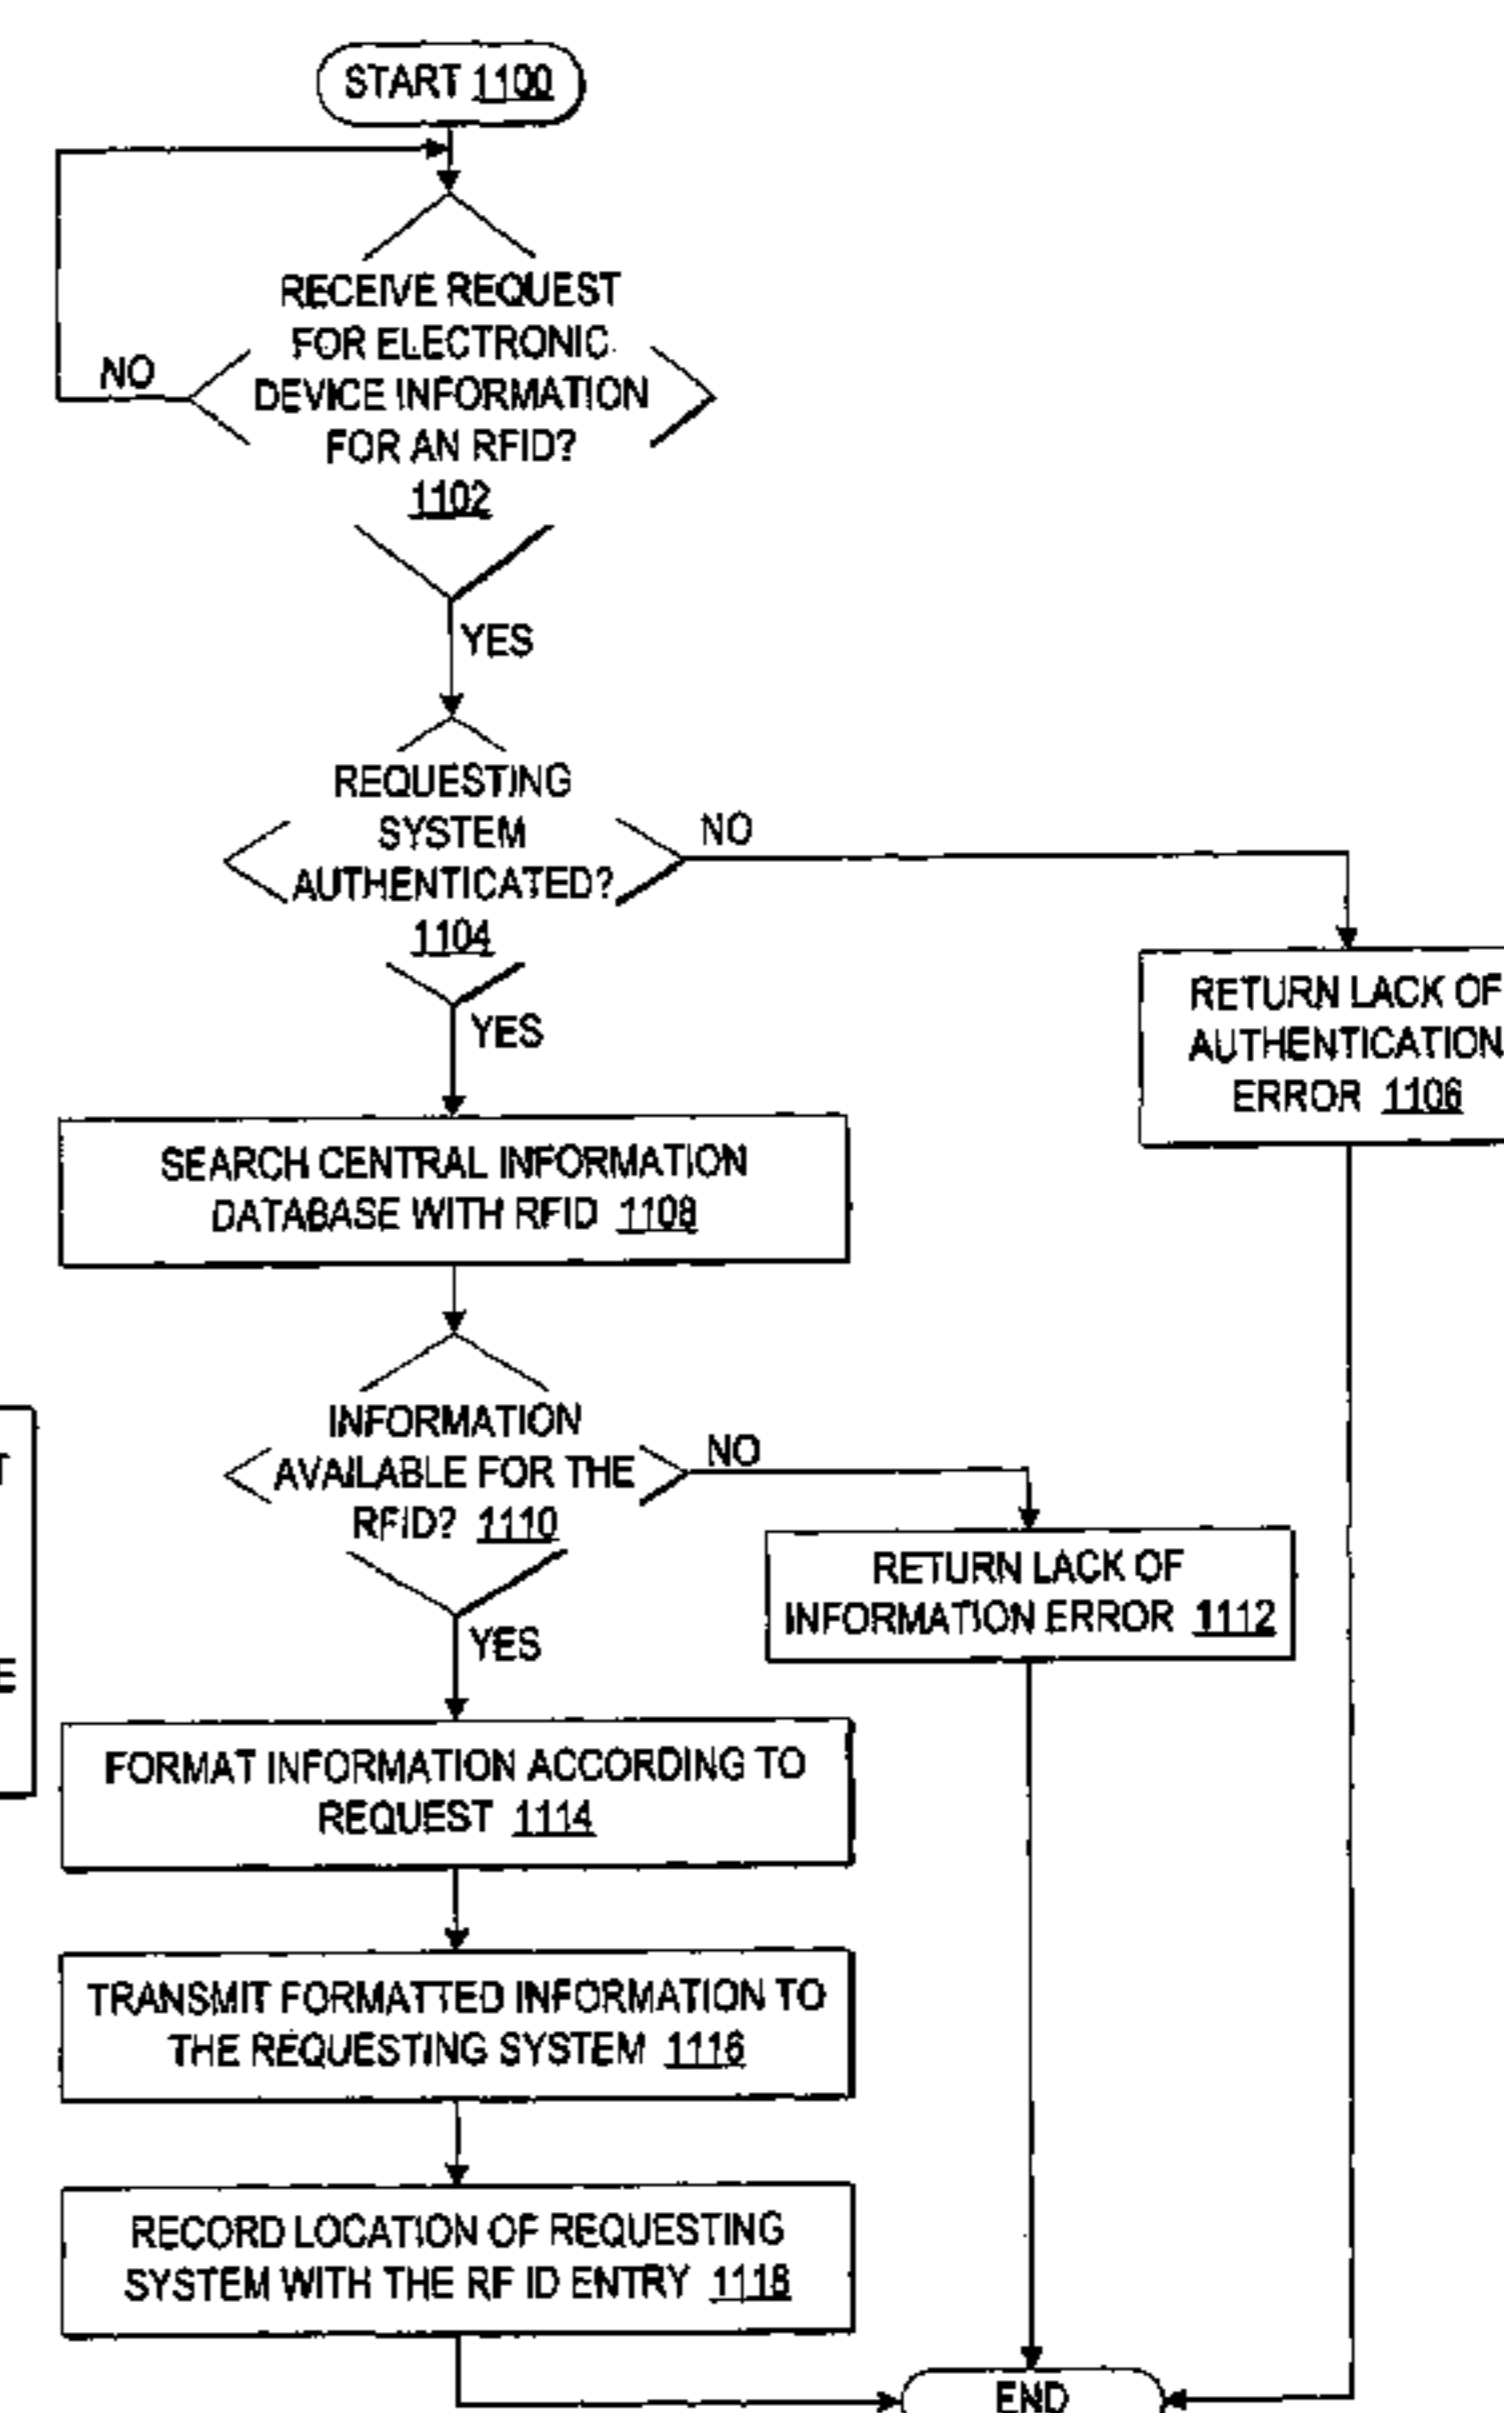 START 1100
RECEIVE REQUEST
FOR ELECTRONIC
DEVICE INFORMATION
FOR AN RFID?
1102
NO
YES
REQUESTING
SYSTEM
AUTHENTICATED?
1104
NO
YES
RETURN LACK OF
AUTHENTICATION
ERROR 1106
SEARCH CENTRAL INFORMATION
DATABASE WITH RFID 1108
INFORMATION
AVAILABLE FOR THE
RFID? 1110
NO
YES
RETURN LACK OF
INFORMATION ERROR 1112
T
E
FORMAT INFORMATION ACCORDING TO
REQUEST 1114
TRANSMIT FORMATTED INFORMATION TO
THE REQUESTING SYSTEM 1116
RECORD LOCATION OF REQUESTING
SYSTEM WITH THE RF ID ENTRY 1118
END